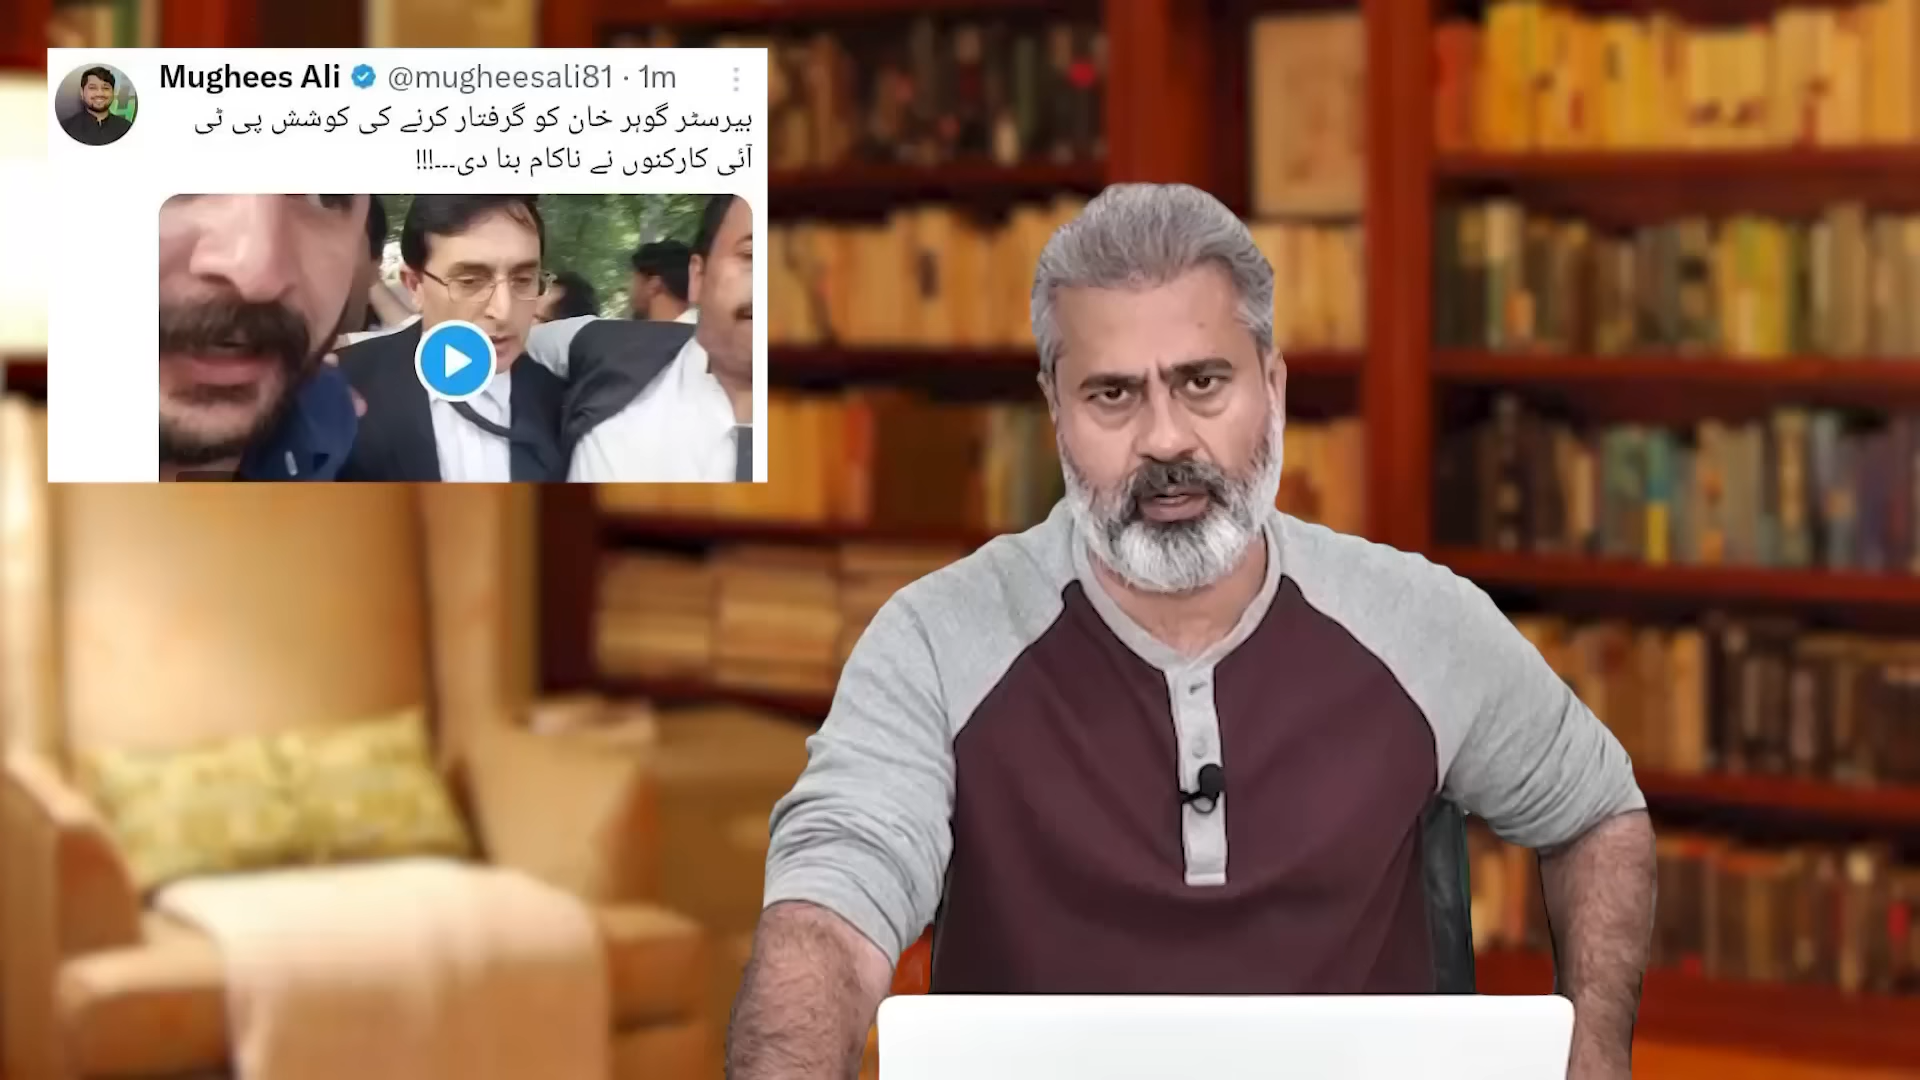 Mughees Ali @mugheesali81 · 1m
بیرسٹر گوہر خان کو گرفتار کرنے کی کوشش پی ٹی
آئی کارکنوں نے ناکام بنا دی۔۔۔!!!